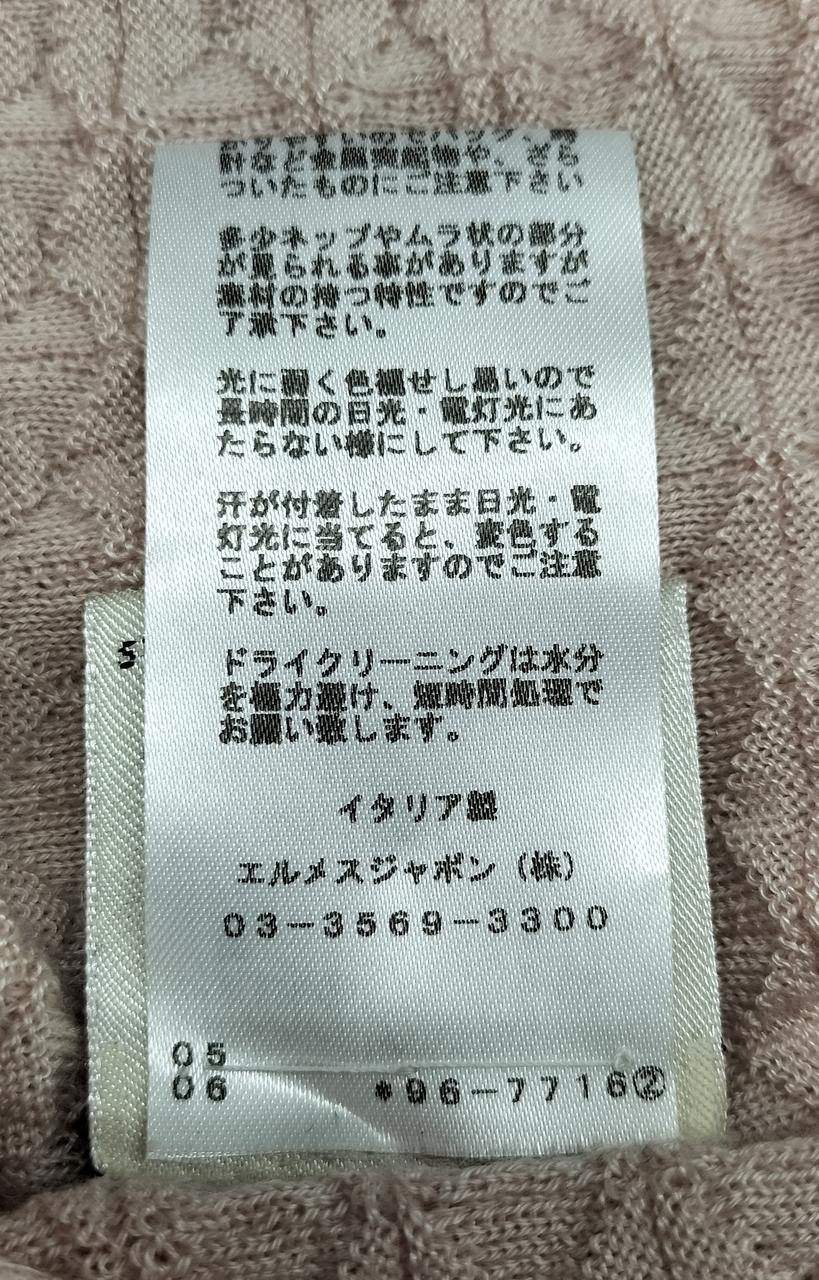 計など金属装飾物や、ざら
ついたものにご注意下さい
多少ネップやムラ状の部分
が見られる事がありますが
素材の持つ特性ですのでご
了承下さい。
光に弱く色褪せし易いので
長時間の日光・電灯光にあ
たらない様にして下さい。
汗が付着したまま日光・電
灯光に当てると、変色する
ことがありますのでご注意
下さい。
ドライクリーニングは水分
を極力避け、短時間処理で
お願い致します。
イタリア製
エルメスジャポン（株）
03-3569-3300
05
06 *96-7716②